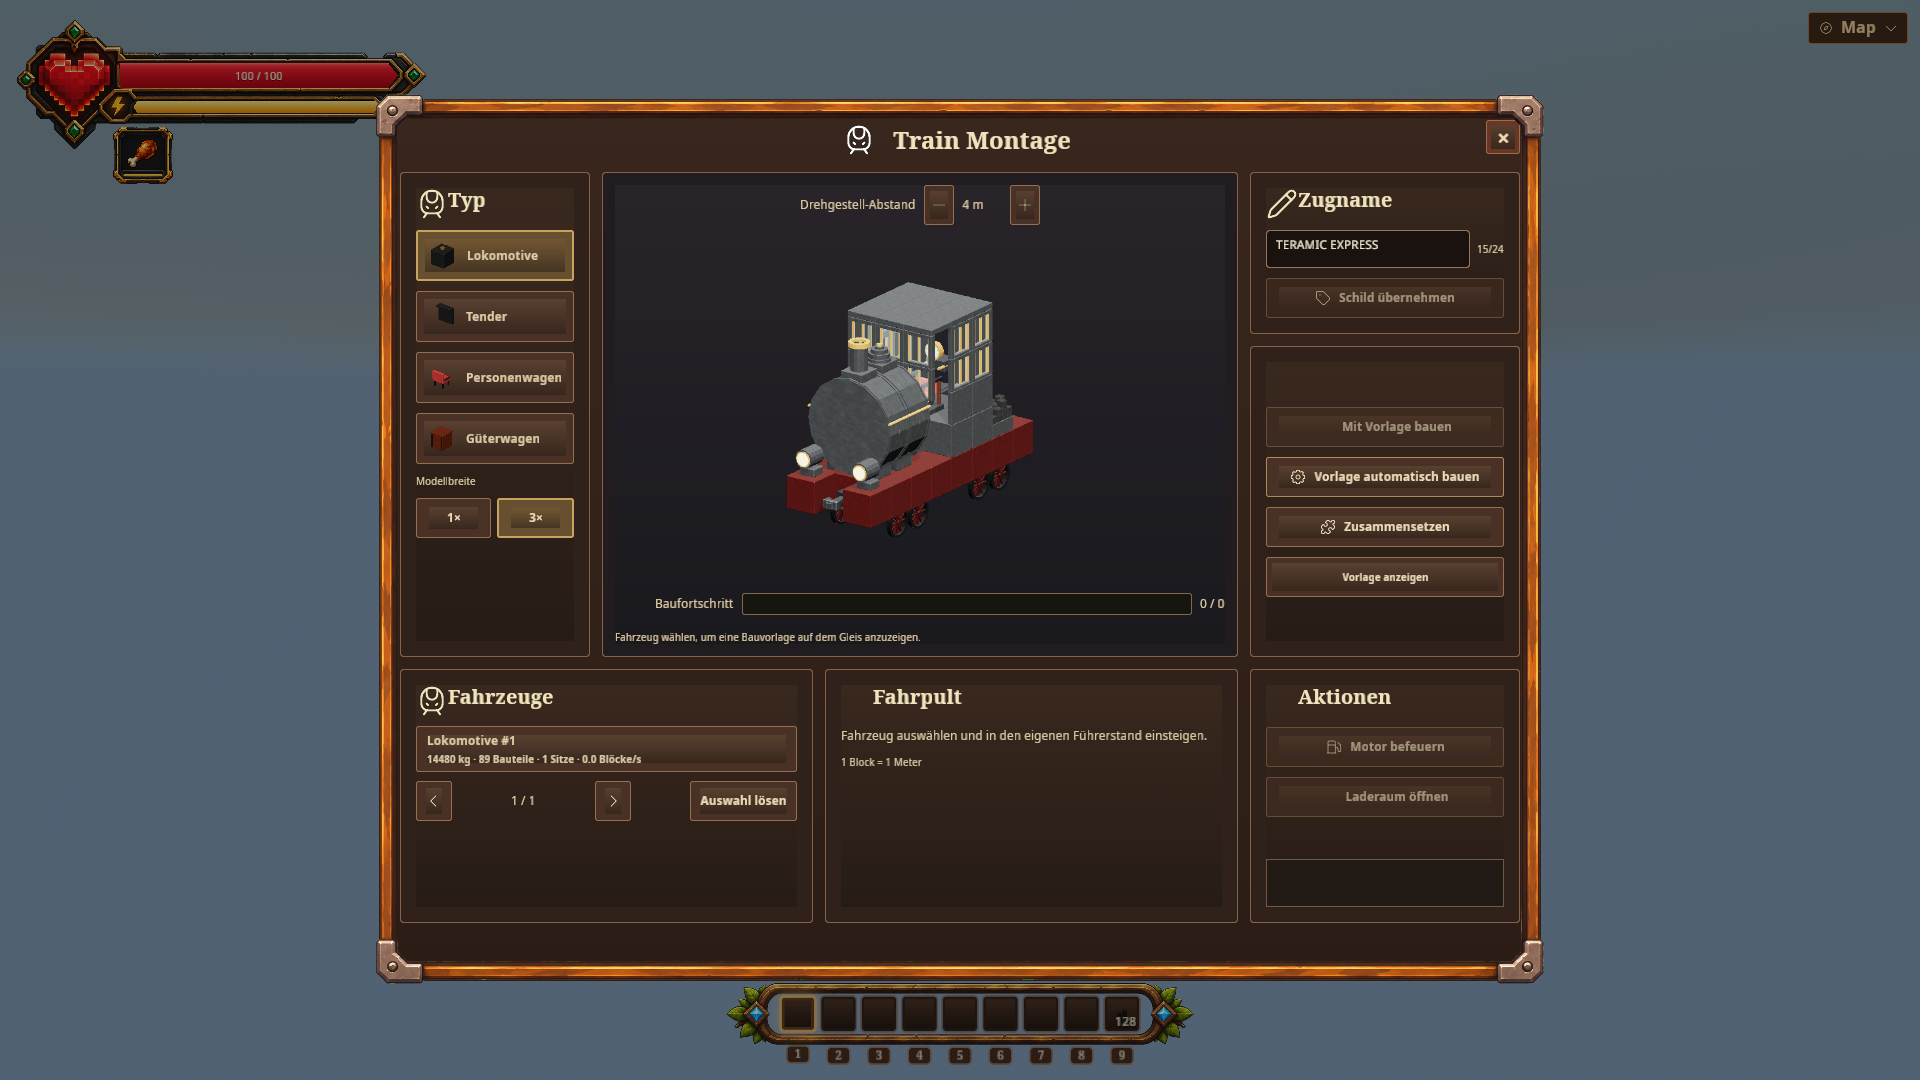 Map
100 / 100
Train Montage
Typ
Lokomotive
Tender
Personenwagen
Güterwagen
Modellbreite
1×
3×
Drehgestell-Abstand
4 m
Baufortschritt
0 / 0
Fahrzeug wählen, um eine Bauvorlage auf dem Gleis anzuzeigen.
Zugname
TERAMIC EXPRESS
15/24
Schild übernehmen
Mit Vorlage bauen
Vorlage automatisch bauen
Zusammensetzen
Vorlage anzeigen
Fahrzeuge
Lokomotive #1
14480 kg · 89 Bauteile · 1 Sitze · 0.0 Blöcke/s
1 / 1
Auswahl lösen
Fahrpult
Fahrzeug auswählen und in den eigenen Führerstand einsteigen.
1 Block = 1 Meter
Aktionen
Motor befeuern
Laderaum öffnen
128
1 2 3 4 5 6 7 8 9